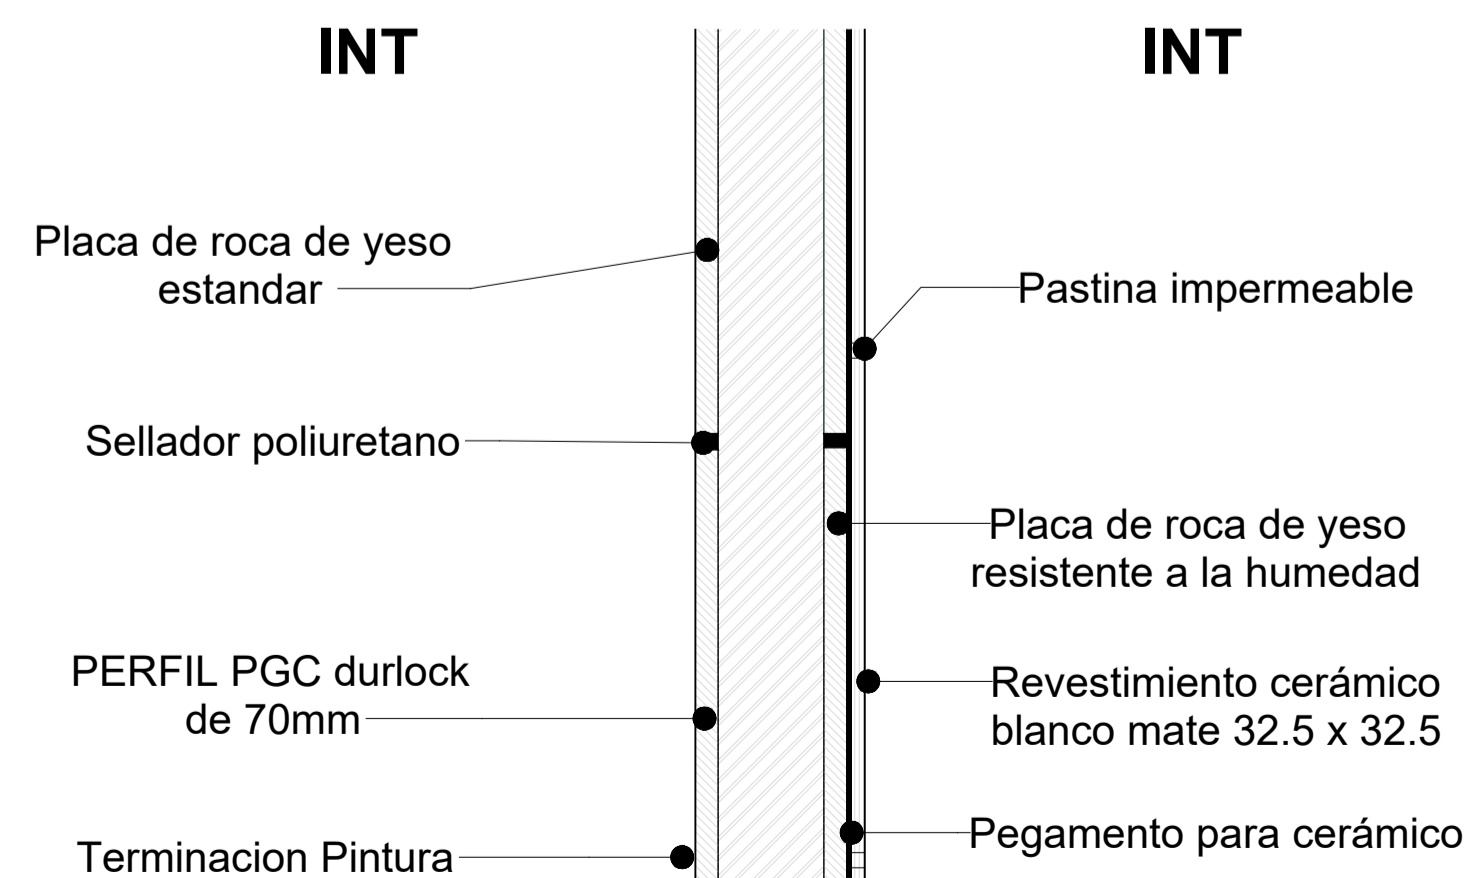 INT
INT
Placa de roca de yeso
estandar
Pastina impermeable
Sellador poliuretano
Placa de roca de yeso
resistente a la humedad
PERFIL PGC durlock
de 70mm
Revestimiento cerámico
blanco mate 32.5 x 32.5
Terminacion Pintura
Pegamento para cerámico